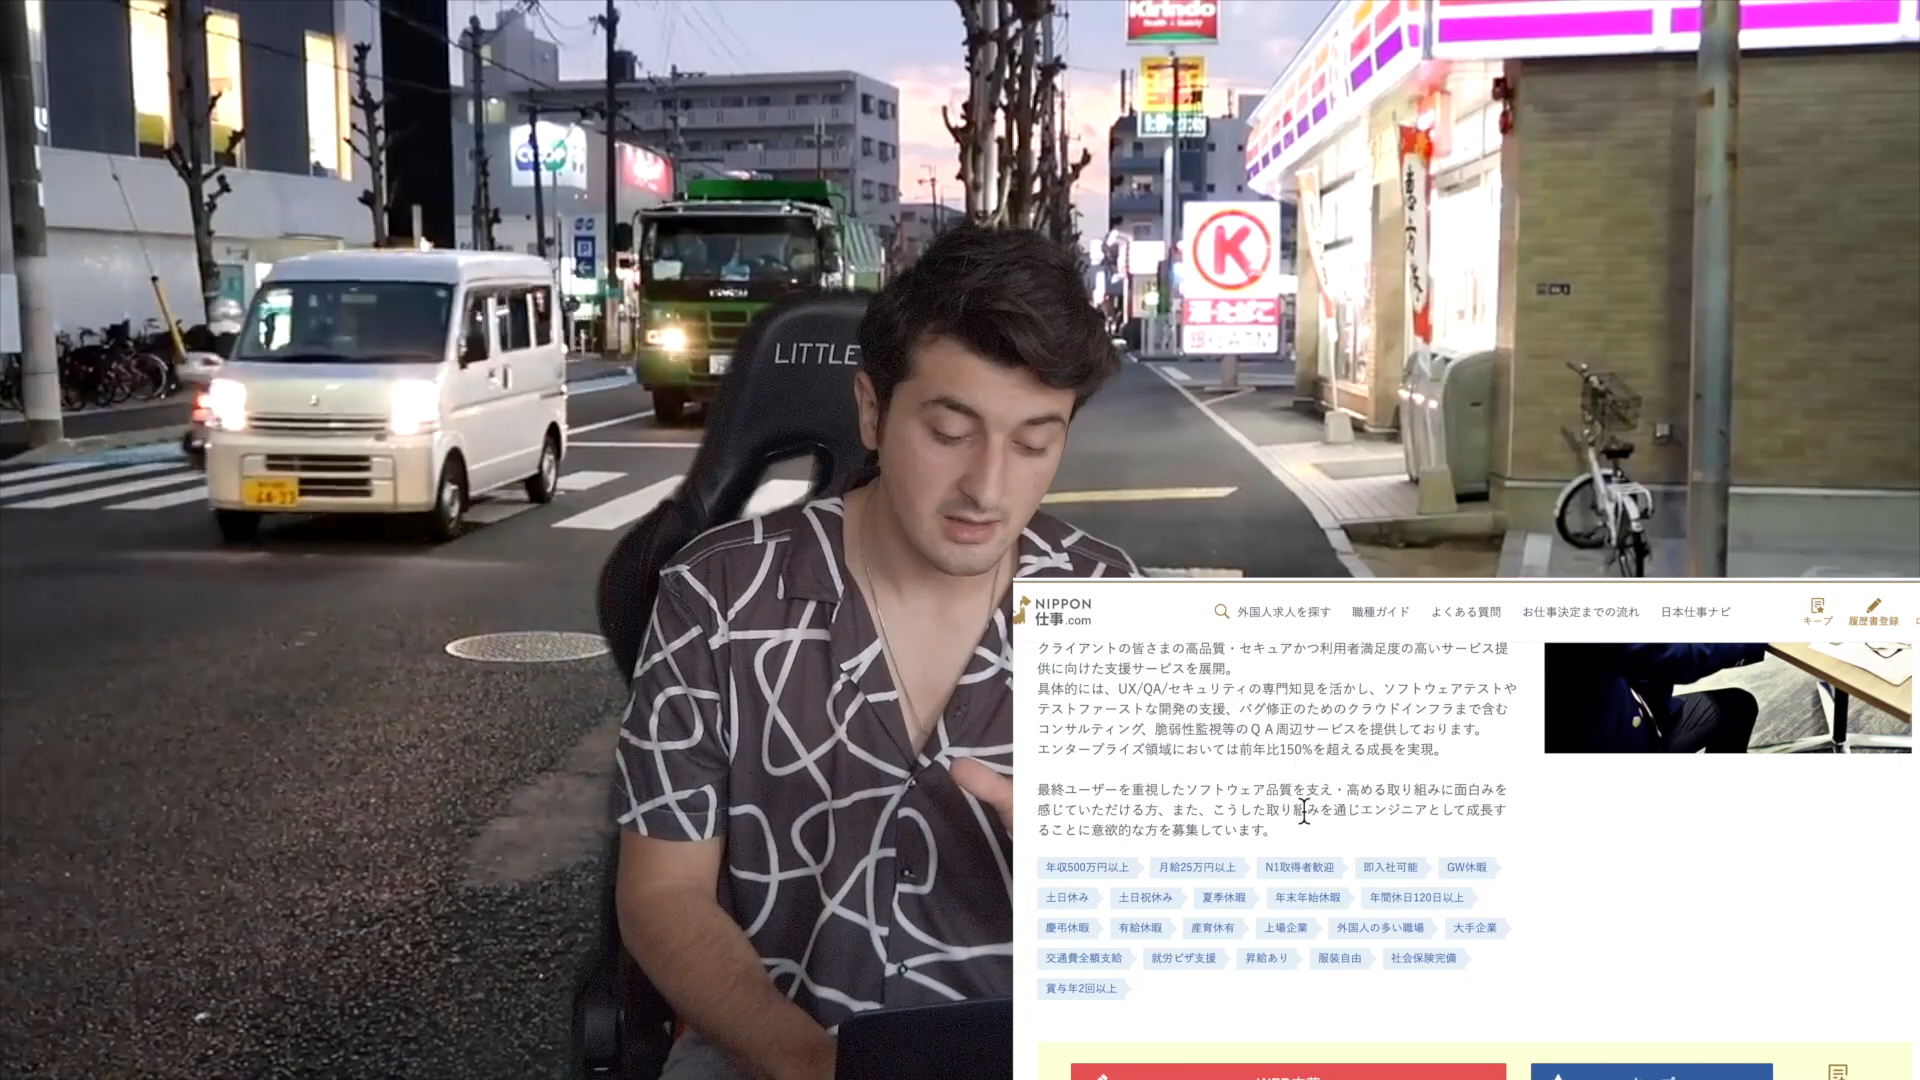 Kirindo
Health & Beauty
COOP
P
K
酒・たばこ
LITTLE
NIPPON
仕事.com
外国人求人を探す 職種ガイド よくある質問 お仕事決定までの流れ 日本仕事ナビ
キープ 履歴書登録
クライアントの皆さまの高品質・セキュアかつ利用者満足度の高いサービス提
供に向けた支援サービスを展開。
具体的には、UX/QA/セキュリティの専門知見を活かし、ソフトウェアテストや
テストファーストな開発の支援、バグ修正のためのクラウドインフラまで含む
コンサルティング、脆弱性監視等のＱＡ周辺サービスを提供しております。
エンタープライズ領域においては前年比150%を超える成長を実現。
最終ユーザーを重視したソフトウェア品質を支え・高める取り組みに面白みを
感じていただける方、また、こうした取り組みを通じエンジニアとして成長す
ることに意欲的な方を募集しています。
年収500万円以上 月給25万円以上 N1取得者歓迎 即入社可能 GW休暇
土日休み 土日祝休み 夏季休暇 年末年始休暇 年間休日120日以上
慶弔休暇 有給休暇 産育休有 上場企業 外国人の多い職場 大手企業
交通費全額支給 就労ビザ支援 昇給あり 服装自由 社会保険完備
賞与年2回以上